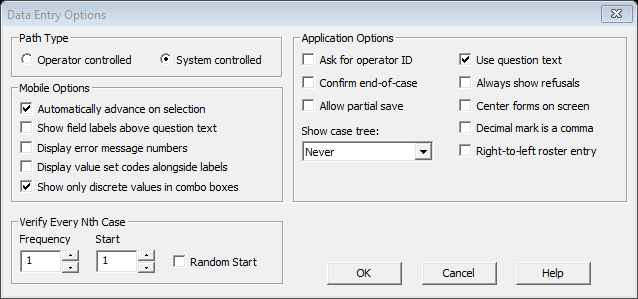 Data Entry Options
Path Type
Operator controlled
System controlled
Mobile Options
Automatically advance on selection
Show field labels above question text
Display error message numbers
Display value set codes alongside labels
Show only discrete values in combo boxes
Verify Every Nth Case
Frequency
Start
1
1
Random Start
Application Options
Ask for operator ID
Confirm end-of-case
Allow partial save
Show case tree:
Never
Use question text
Always show refusals
Center forms on screen
Decimal mark is a comma
Right-to-left roster entry
OK
Cancel
Help